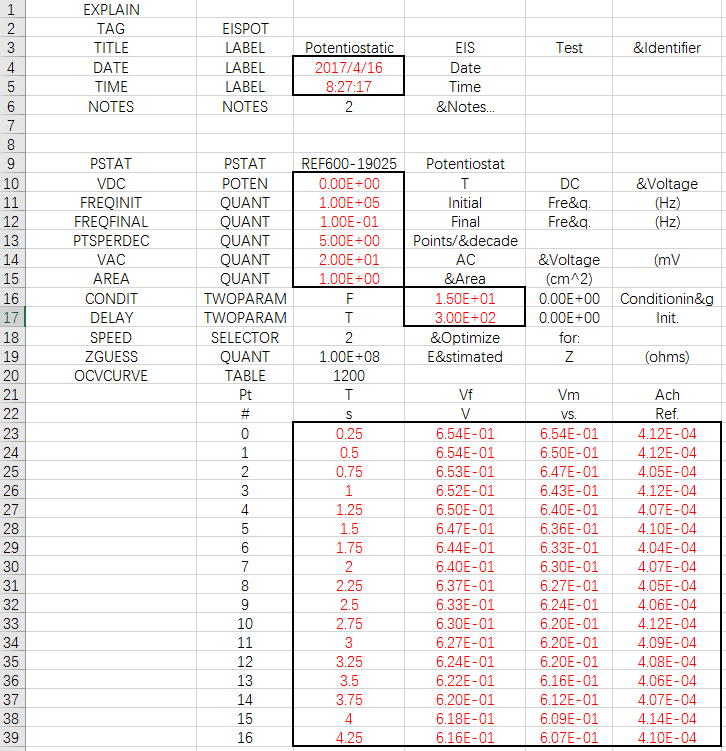 1 EXPLAIN
2 TAG EISPOT
3 TITLE LABEL Potentiostatic EIS Test &Identifier
4 DATE LABEL 2017/4/16 Date
5 TIME LABEL 8:27:17 Time
6 NOTES NOTES 2 &Notes...
7
8
9 PSTAT PSTAT REF600-19025 Potentiostat
10 VDC POTEN 0.00E+00 T DC &Voltage
11 FREQINIT QUANT 1.00E+05 Initial Fre&q. (Hz)
12 FREQFINAL QUANT 1.00E-01 Final Fre&q. (Hz)
13 PTSPERDEC QUANT 5.00E+00 Points/&decade
14 VAC QUANT 2.00E+01 AC &Voltage (mV
15 AREA QUANT 1.00E+00 &Area (cm^2)
16 CONDIT TWOPARAM F 1.50E+01 0.00E+00 Conditionin&g
17 DELAY TWOPARAM T 3.00E+02 0.00E+00 Init.
18 SPEED SELECTOR 2 &Optimize for:
19 ZGUESS QUANT 1.00E+08 E&stimated Z (ohms)
20 OCVCURVE TABLE 1200
21 Pt T Vf Vm Ach
22 # s V vs. Ref.
23 0 0.25 6.54E-01 6.54E-01 4.12E-04
24 1 0.5 6.54E-01 6.50E-01 4.12E-04
25 2 0.75 6.53E-01 6.47E-01 4.05E-04
26 3 1 6.52E-01 6.43E-01 4.12E-04
27 4 1.25 6.50E-01 6.40E-01 4.07E-04
28 5 1.5 6.47E-01 6.36E-01 4.10E-04
29 6 1.75 6.44E-01 6.33E-01 4.04E-04
30 7 2 6.40E-01 6.30E-01 4.07E-04
31 8 2.25 6.37E-01 6.27E-01 4.05E-04
32 9 2.5 6.33E-01 6.24E-01 4.06E-04
33 10 2.75 6.30E-01 6.20E-01 4.12E-04
34 11 3 6.27E-01 6.20E-01 4.09E-04
35 12 3.25 6.24E-01 6.20E-01 4.08E-04
36 13 3.5 6.22E-01 6.16E-01 4.06E-04
37 14 3.75 6.20E-01 6.12E-01 4.07E-04
38 15 4 6.18E-01 6.09E-01 4.14E-04
39 16 4.25 6.16E-01 6.07E-01 4.10E-04